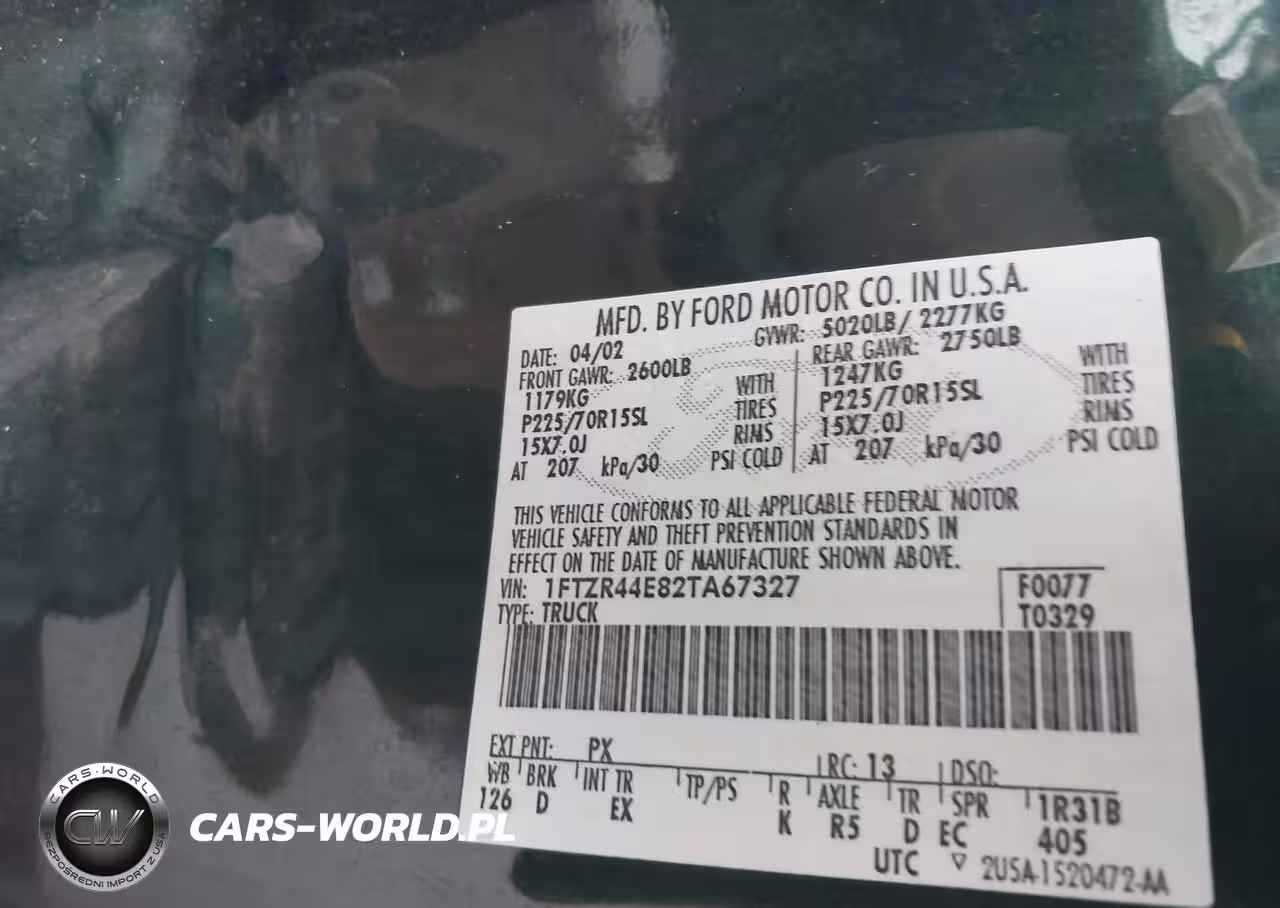 MFD. BY FORD MOTOR CO. IN U.S.A.
DATE: 04/02 GVWR: 5020LB/ 2277KG
FRONT GAWR: 2600LB REAR GAWR: 2750LB
1179KG WITH 1247KG WITH
P225/70R15SL TIRES P225/70R15SL TIRES
15X7.0J RIMS 15X7.0J RIMS
AT 207 kPa/30 PSI COLD AT 207 kPa/30 PSI COLD
THIS VEHICLE CONFORMS TO ALL APPLICABLE FEDERAL MOTOR
VEHICLE SAFETY AND THEFT PREVENTION STANDARDS IN
EFFECT ON THE DATE OF MANUFACTURE SHOWN ABOVE.
VIN: 1FTZR44E82TA67327 F0077
TYPE: TRUCK T0329
EXT PNT: PX RC: 13 DSO:
WB BRK INT TR TP/PS R AXLE TR SPR 1R31B
126 D EX K R5 D EC 405
UTC ▽ 2USA-1520472-AA
CARS-WORLD
CW
BEZPOŚREDNI IMPORT Z USA
CARS-WORLD.PL